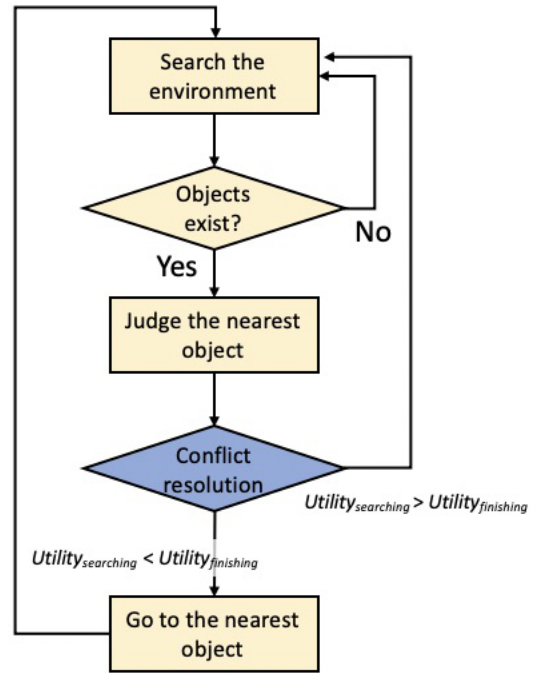 Search the
environment
Objects
exist?
No
Yes
Judge the nearest
object
Conflict
resolution
Utilitysearching > Utilityfinishing
Utilitysearching < Utilityfinishing
Go to the nearest
object